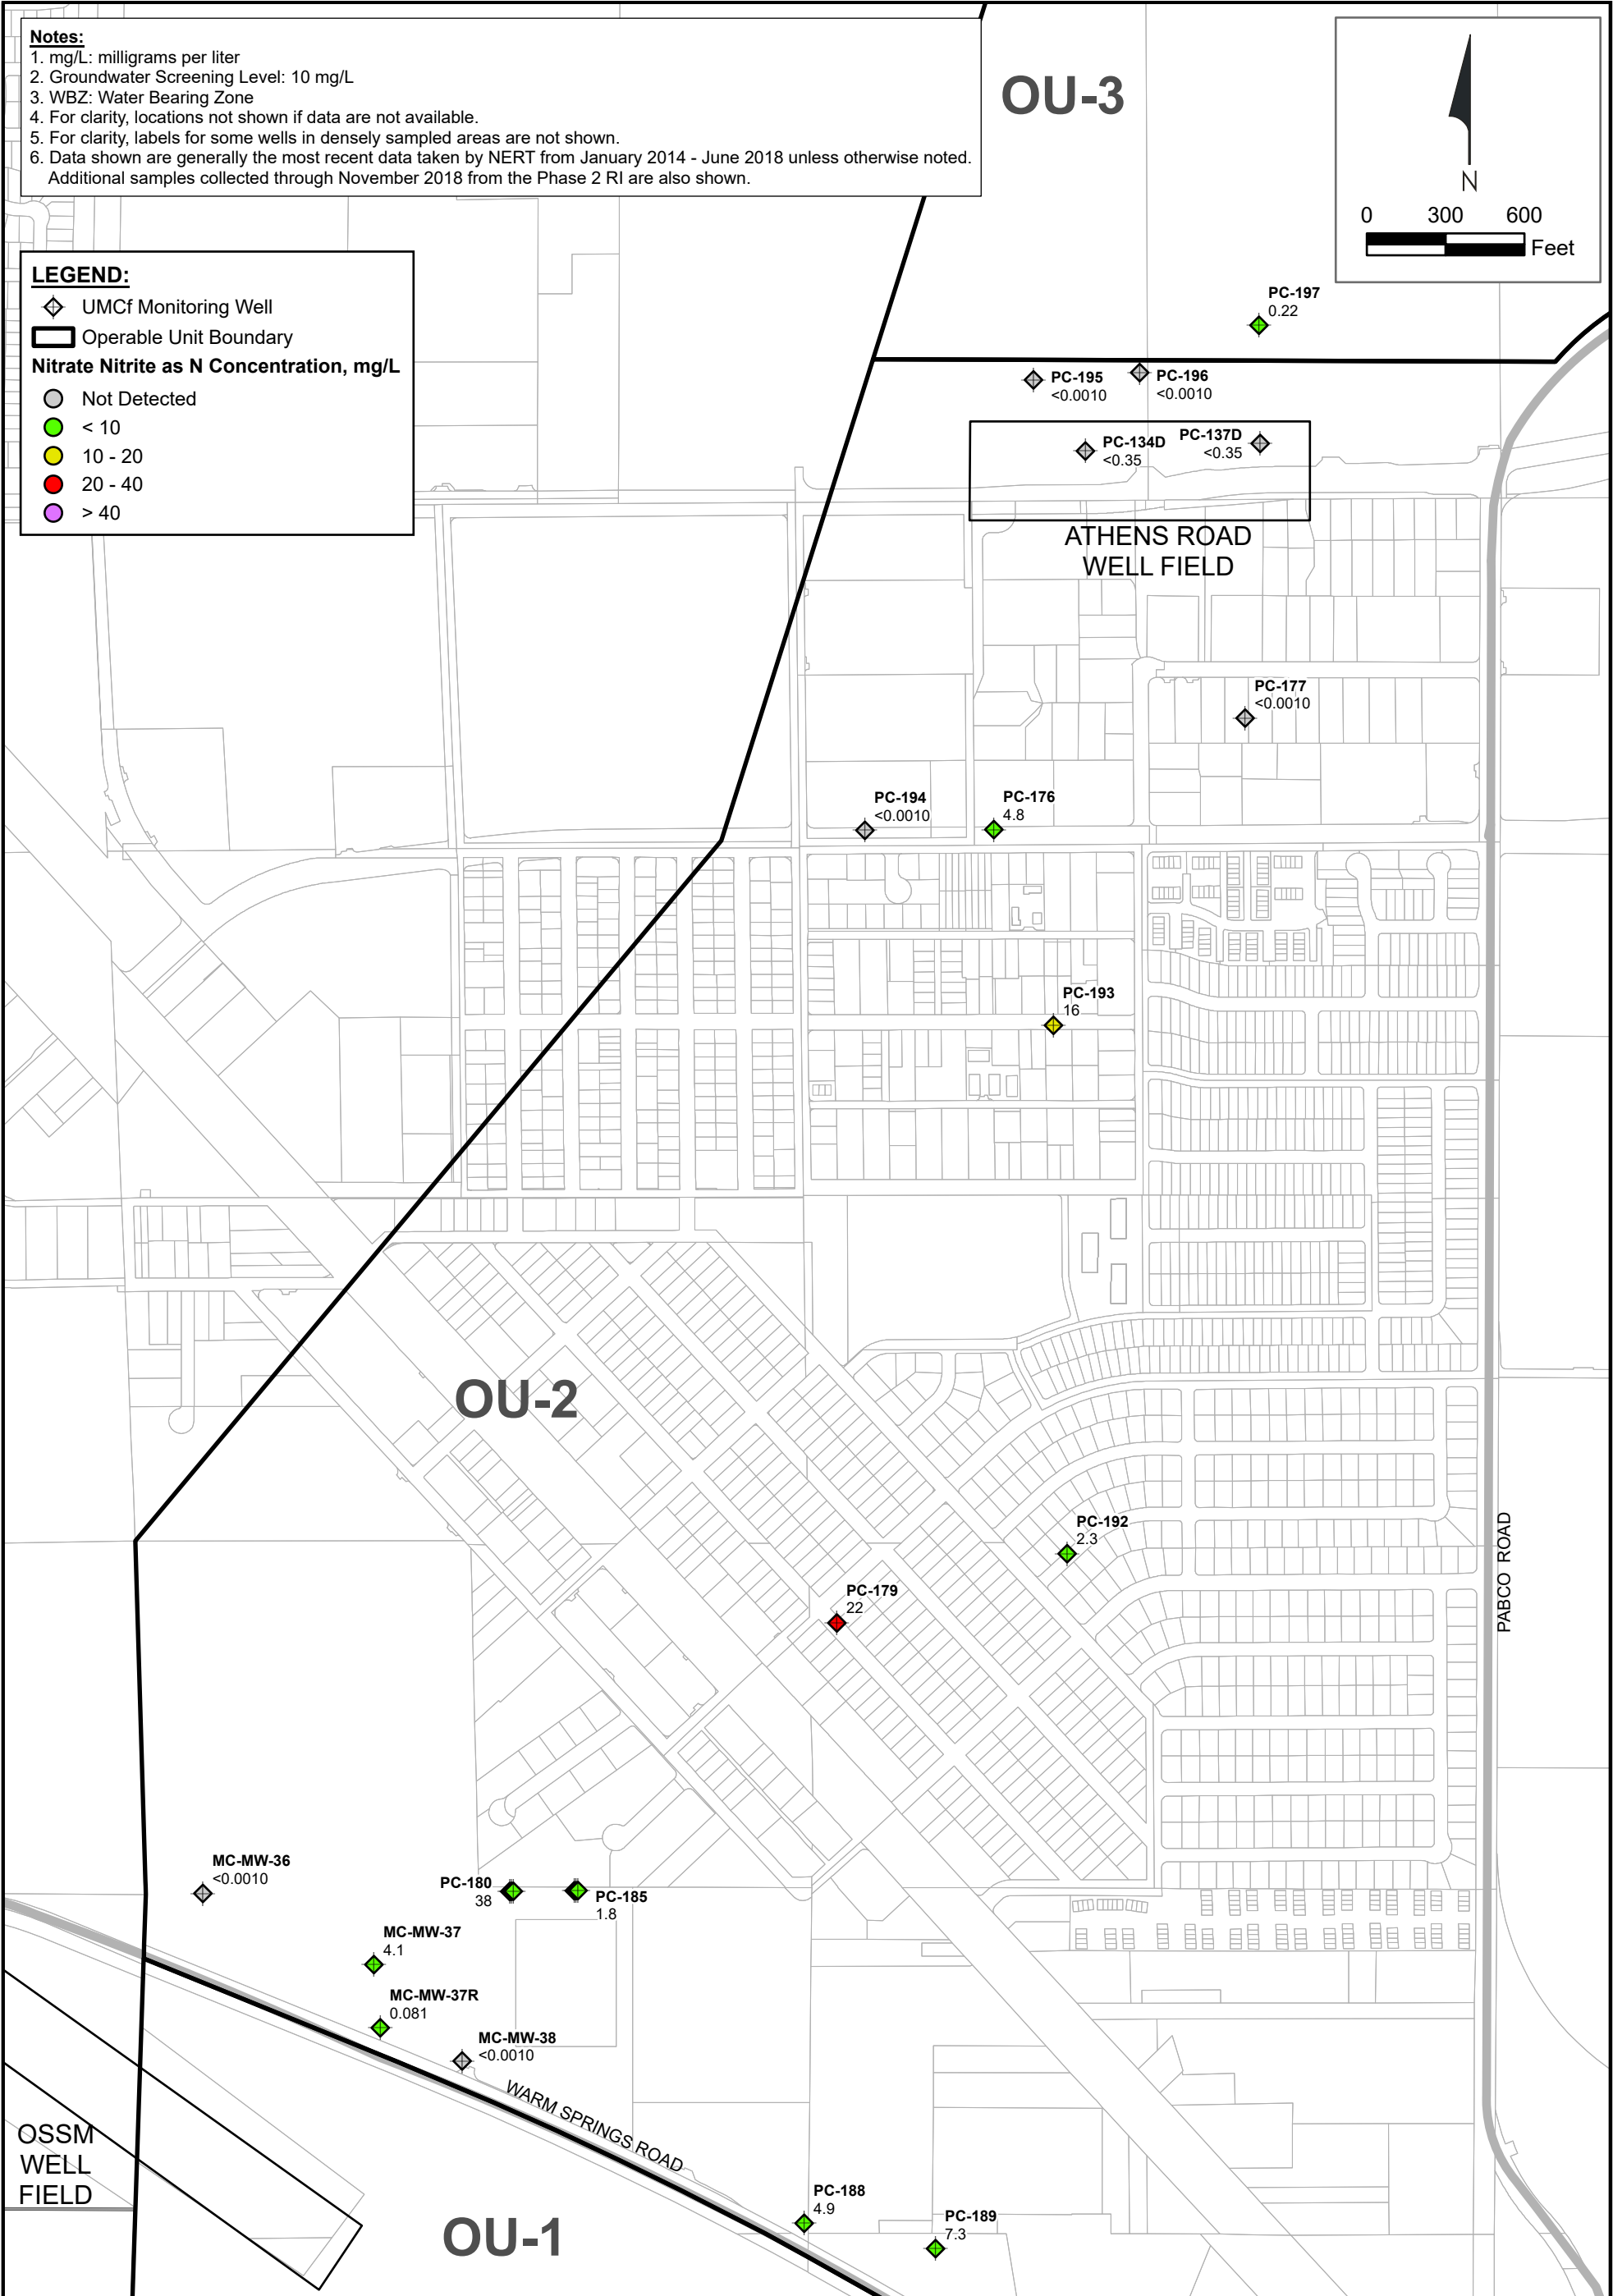 Notes:
1. mg/L: milligrams per liter
2. Groundwater Screening Level: 10 mg/L
3. WBZ: Water Bearing Zone
4. For clarity, locations not shown if data are not available.
5. For clarity, labels for some wells in densely sampled areas are not shown.
6. Data shown are generally the most recent data taken by NERT from January 2014 - June 2018 unless otherwise noted.
Additional samples collected through November 2018 from the Phase 2 RI are also shown.
OU-3
N
0 300 600
Feet
LEGEND:
UMCf Monitoring Well
Operable Unit Boundary
Nitrate Nitrite as N Concentration, mg/L
Not Detected
< 10
10 - 20
20 - 40
> 40
PC-197
0.22
PC-195
<0.0010
PC-196
<0.0010
PC-134D
<0.35
PC-137D
<0.35
ATHENS ROAD
WELL FIELD
PC-177
<0.0010
PC-194
<0.0010
PC-176
4.8
PC-193
16
OU-2
PC-192
2.3
PC-179
22
PABCO ROAD
MC-MW-36
<0.0010
PC-180
38
PC-185
1.8
MC-MW-37
4.1
MC-MW-37R
0.081
MC-MW-38
<0.0010
WARM SPRINGS ROAD
OSSM
WELL
FIELD
PC-188
4.9
PC-189
7.3
OU-1